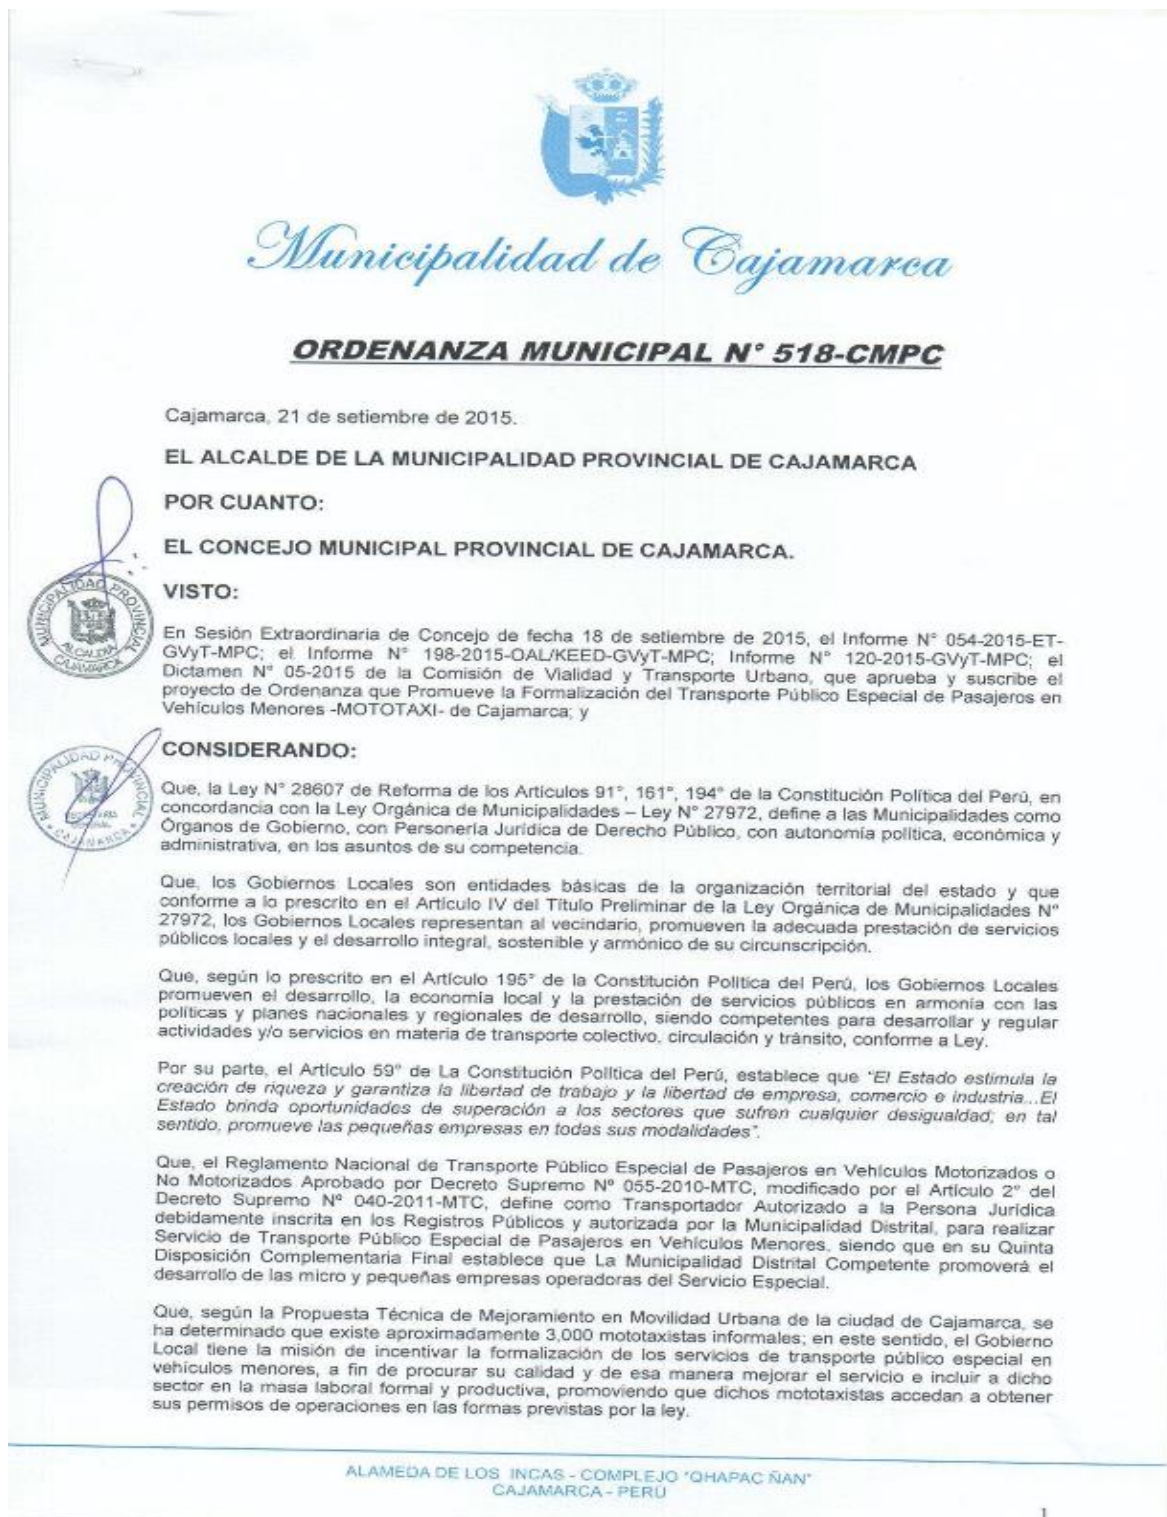 Municipalidad de Cajamarca
ORDENANZA MUNICIPAL N° 518-CMPC
Cajamarca, 21 de setiembre de 2015.
EL ALCALDE DE LA MUNICIPALIDAD PROVINCIAL DE CAJAMARCA
POR CUANTO:
EL CONCEJO MUNICIPAL PROVINCIAL DE CAJAMARCA.
MUNICIPALIDAD PROVINCIAL
ALCALDIA
CAJAMARCA
VISTO:
En Sesión Extraordinaria de Concejo de fecha 18 de setiembre de 2015, el Informe N° 054-2015-ET-
GVyT-MPC; el Informe N° 198-2015-OAL/KEED-GVyT-MPC; Informe N° 120-2015-GVyT-MPC; el
Dictamen N° 05-2015 de la Comisión de Vialidad y Transporte Urbano, que aprueba y suscribe el
proyecto de Ordenanza que Promueve la Formalización del Transporte Público Especial de Pasajeros en
Vehículos Menores -MOTOTAXI- de Cajamarca; y
MUNICIPALIDAD PROVINCIAL
SECRETARIA
GENERAL
CAJAMARCA
CONSIDERANDO:
Que, la Ley N° 28607 de Reforma de los Artículos 91°, 161°, 194° de la Constitución Política del Perú, en
concordancia con la Ley Orgánica de Municipalidades – Ley N° 27972, define a las Municipalidades como
Órganos de Gobierno, con Personería Jurídica de Derecho Público, con autonomía política, económica y
administrativa, en los asuntos de su competencia.
Que, los Gobiernos Locales son entidades básicas de la organización territorial del estado y que
conforme a lo prescrito en el Artículo IV del Título Preliminar de la Ley Orgánica de Municipalidades N°
27972, los Gobiernos Locales representan al vecindario, promueven la adecuada prestación de servicios
públicos locales y el desarrollo integral, sostenible y armónico de su circunscripción.
Que, según lo prescrito en el Artículo 195° de la Constitución Política del Perú, los Gobiernos Locales
promueven el desarrollo, la economía local y la prestación de servicios públicos en armonía con las
políticas y planes nacionales y regionales de desarrollo, siendo competentes para desarrollar y regular
actividades y/o servicios en materia de transporte colectivo, circulación y tránsito, conforme a Ley.
Por su parte, el Artículo 59° de La Constitución Política del Perú, establece que "El Estado estimula la
creación de riqueza y garantiza la libertad de trabajo y la libertad de empresa, comercio e industria...El
Estado brinda oportunidades de superación a los sectores que sufren cualquier desigualdad; en tal
sentido, promueve las pequeñas empresas en todas sus modalidades".
Que, el Reglamento Nacional de Transporte Público Especial de Pasajeros en Vehículos Motorizados o
No Motorizados Aprobado por Decreto Supremo Nº 055-2010-MTC, modificado por el Artículo 2° del
Decreto Supremo Nº 040-2011-MTC, define como Transportador Autorizado a la Persona Jurídica
debidamente inscrita en los Registros Públicos y autorizada por la Municipalidad Distrital, para realizar
Servicio de Transporte Público Especial de Pasajeros en Vehículos Menores, siendo que en su Quinta
Disposición Complementaria Final establece que La Municipalidad Distrital Competente promoverá el
desarrollo de las micro y pequeñas empresas operadoras del Servicio Especial.
Que, según la Propuesta Técnica de Mejoramiento en Movilidad Urbana de la ciudad de Cajamarca, se
ha determinado que existe aproximadamente 3,000 mototaxistas informales; en este sentido, el Gobierno
Local tiene la misión de incentivar la formalización de los servicios de transporte público especial en
vehículos menores, a fin de procurar su calidad y de esa manera mejorar el servicio e incluir a dicho
sector en la masa laboral formal y productiva, promoviendo que dichos mototaxistas accedan a obtener
sus permisos de operaciones en las formas previstas por la ley.
ALAMEDA DE LOS INCAS - COMPLEJO "QHAPAC ÑAN"
CAJAMARCA - PERÚ
1